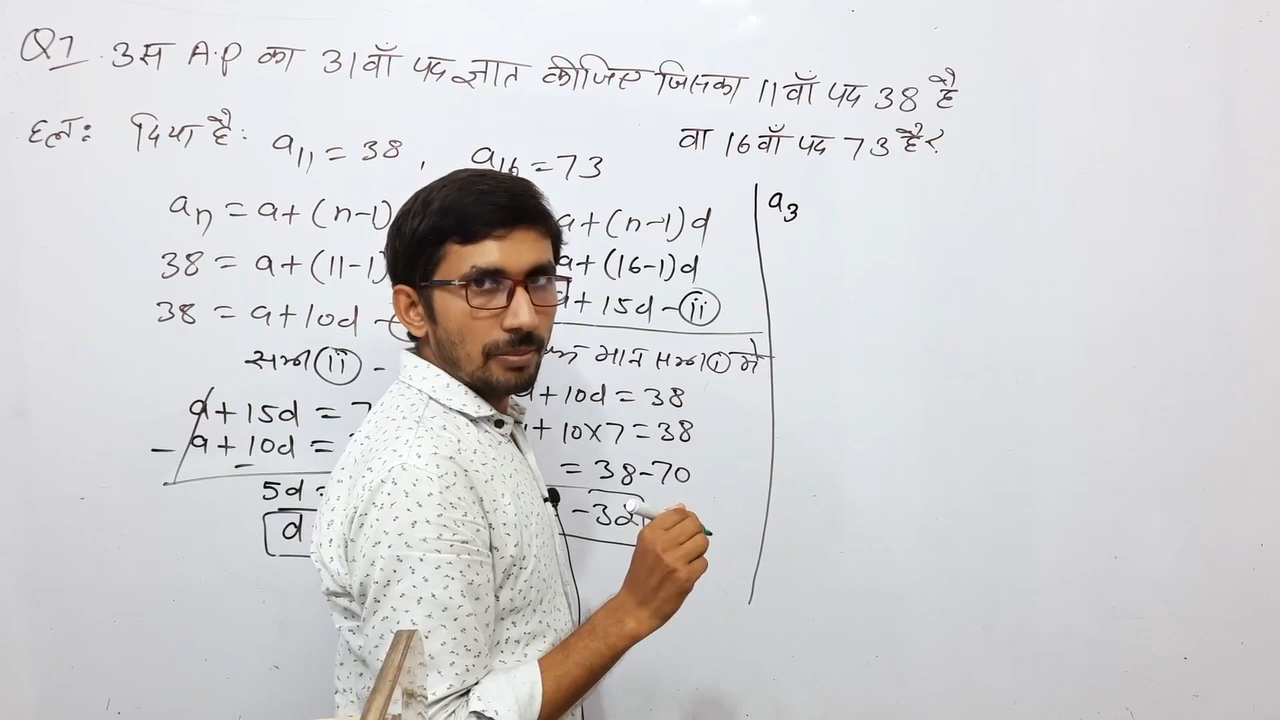 Q7 उस A.P का 31वाँ पद ज्ञात कीजिए जिसका 11वाँ पद 38 है
वा 16वाँ पद 73 है?
हलः दिया हैः a₁₁ = 38 , a₁₆ = 73
aₙ = a+(n-1)
38 = a+(11-1)
38 = a+10d -
a+(n-1)d
a+(16-1)d
a+15d - (ii)
समी (ii) -
a+15d = 7
- a+10d =
5d =
d
मान समी (i) में
a+10d = 38
+ 10×7 = 38
= 38-70
-32
a₃